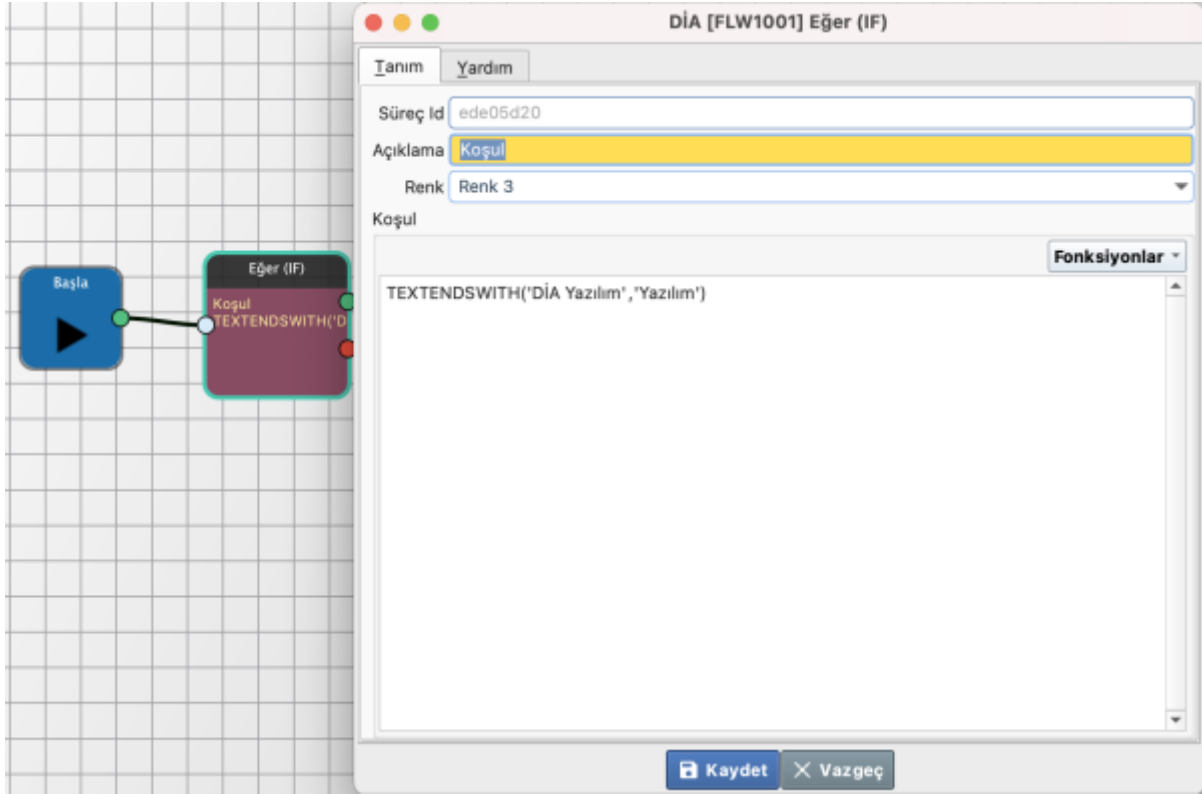 DİA [FLW1001] Eğer (IF)
Tanım Yardım
Süreç Id ede05d20
Açıklama Koşul
Renk Renk 3
Koşul
Fonksiyonlar
TEXTENDSWITH('DİA Yazılım','Yazılım')
Başla
Eğer (IF)
Koşul
TEXTENDSWITH('D
Kaydet Vazgeç